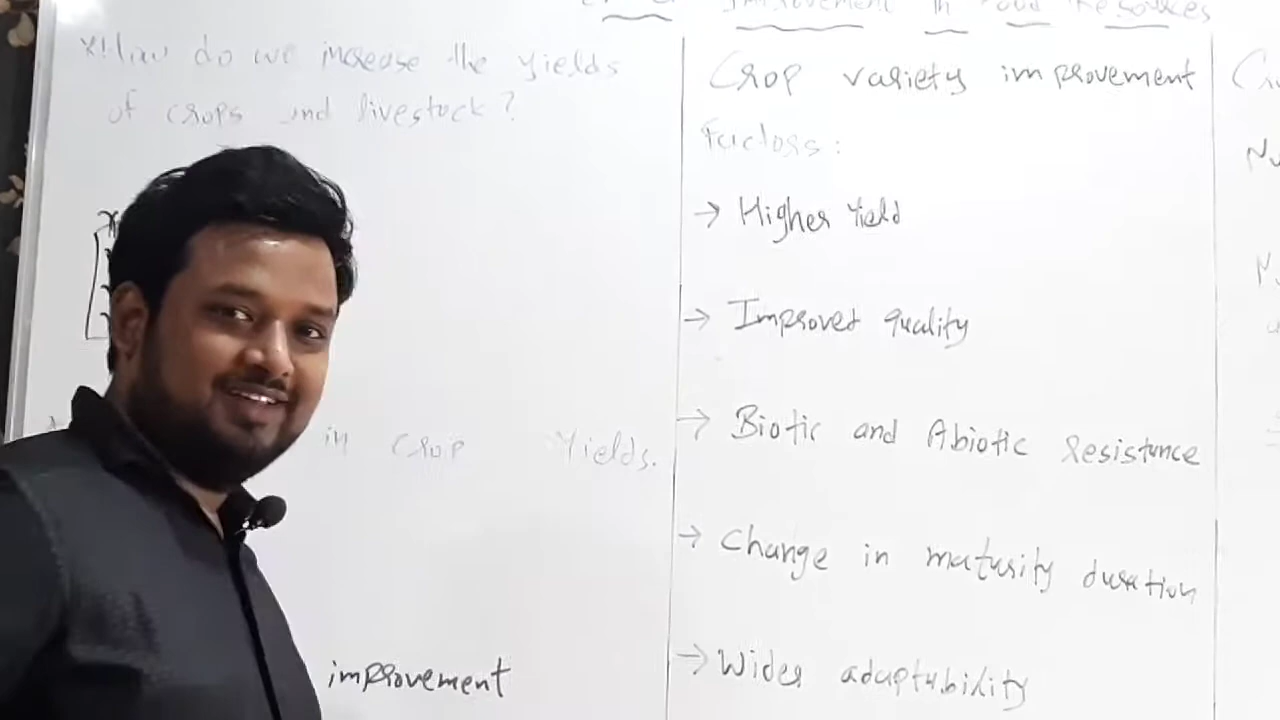 Improvement in Food Resources
How do we increase the yields
of crops and livestock?
in crop yields.
improvement
Crop variety improvement
Factors:
→ Higher Yield
→ Improved quality
→ Biotic and Abiotic resistance
→ Change in maturity duration
→ Wider adaptability